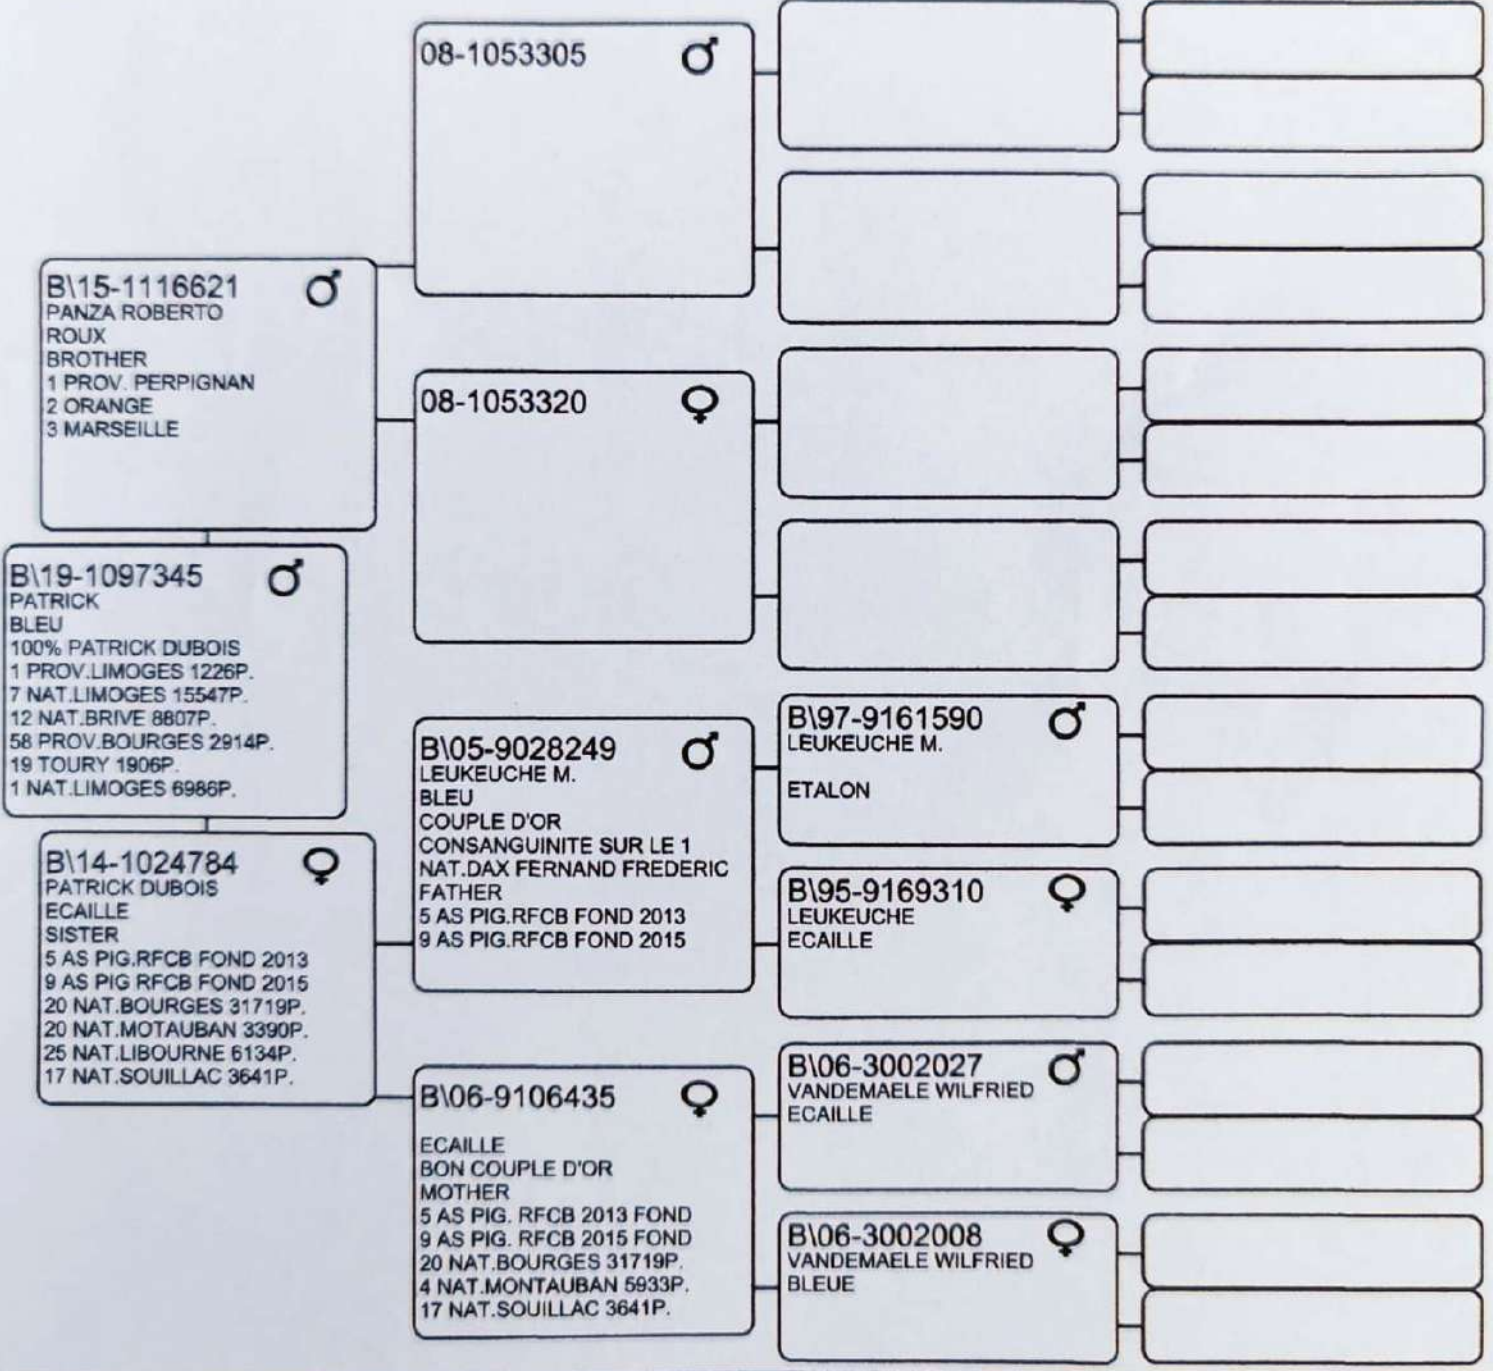 08-1053305
B\15-1116621
PANZA ROBERTO
ROUX
BROTHER
1 PROV. PERPIGNAN
2 ORANGE
3 MARSEILLE
08-1053320
B\19-1097345
PATRICK
BLEU
100% PATRICK DUBOIS
1 PROV.LIMOGES 1226P.
7 NAT.LIMOGES 15547P.
12 NAT.BRIVE 8807P.
58 PROV.BOURGES 2914P.
19 TOURY 1906P.
1 NAT.LIMOGES 6986P.
B\05-9028249
LEUKEUCHE M.
BLEU
COUPLE D'OR
CONSANGUINITE SUR LE 1
NAT.DAX FERNAND FREDERIC
FATHER
5 AS PIG.RFCB FOND 2013
9 AS PIG.RFCB FOND 2015
B\97-9161590
LEUKEUCHE M.
ETALON
B\95-9169310
LEUKEUCHE
ECAILLE
B\14-1024784
PATRICK DUBOIS
ECAILLE
SISTER
5 AS PIG.RFCB FOND 2013
9 AS PIG RFCB FOND 2015
20 NAT.BOURGES 31719P.
20 NAT.MOTAUBAN 3390P.
25 NAT.LIBOURNE 6134P.
17 NAT.SOUILLAC 3641P.
B\06-9106435
ECAILLE
BON COUPLE D'OR
MOTHER
5 AS PIG. RFCB 2013 FOND
9 AS PIG. RFCB 2015 FOND
20 NAT.BOURGES 31719P.
4 NAT.MONTAUBAN 5933P.
17 NAT.SOUILLAC 3641P.
B\06-3002027
VANDEMAELE WILFRIED
ECAILLE
B\06-3002008
VANDEMAELE WILFRIED
BLEUE